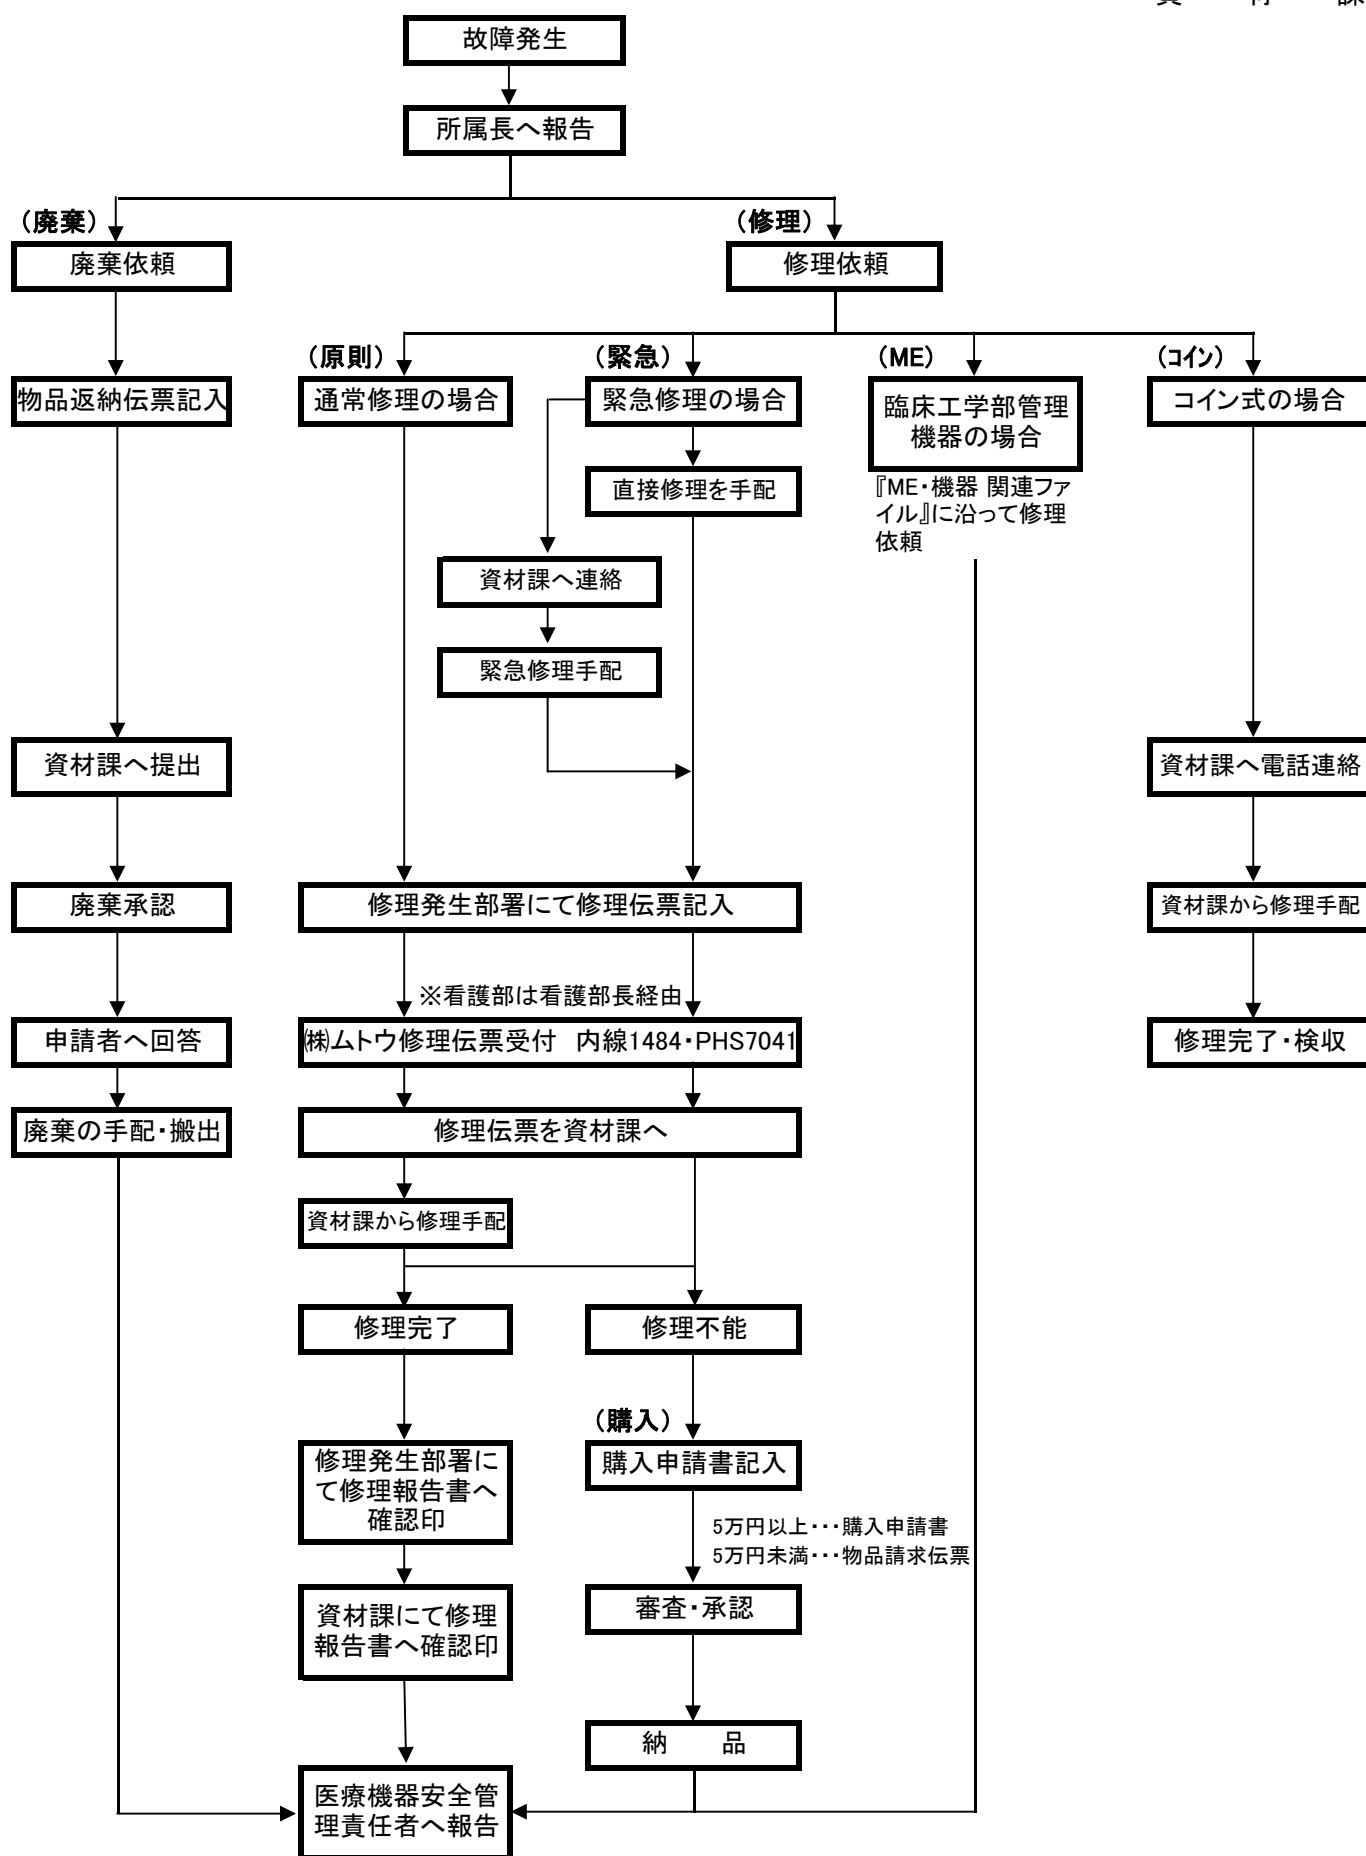 資 材 課
故障発生
所属長へ報告
(廃棄)
(修理)
廃棄依頼
修理依頼
(原則)
(緊急)
(ME)
(コイン)
物品返納伝票記入
通常修理の場合
緊急修理の場合
臨床工学部管理
機器の場合
コイン式の場合
直接修理を手配
『ME・機器 関連ファ
イル』に沿って修理
依頼
資材課へ連絡
緊急修理手配
資材課へ提出
資材課へ電話連絡
廃棄承認
修理発生部署にて修理伝票記入
資材課から修理手配
※看護部は看護部長経由
申請者へ回答
㈱ムトウ修理伝票受付 内線1484・PHS7041
修理完了・検収
廃棄の手配・搬出
修理伝票を資材課へ
資材課から修理手配
修理完了
修理不能
(購入)
修理発生部署に
て修理報告書へ
確認印
購入申請書記入
5万円以上・・・購入申請書
5万円未満・・・物品請求伝票
資材課にて修理
報告書へ確認印
審査・承認
納 品
医療機器安全管
理責任者へ報告